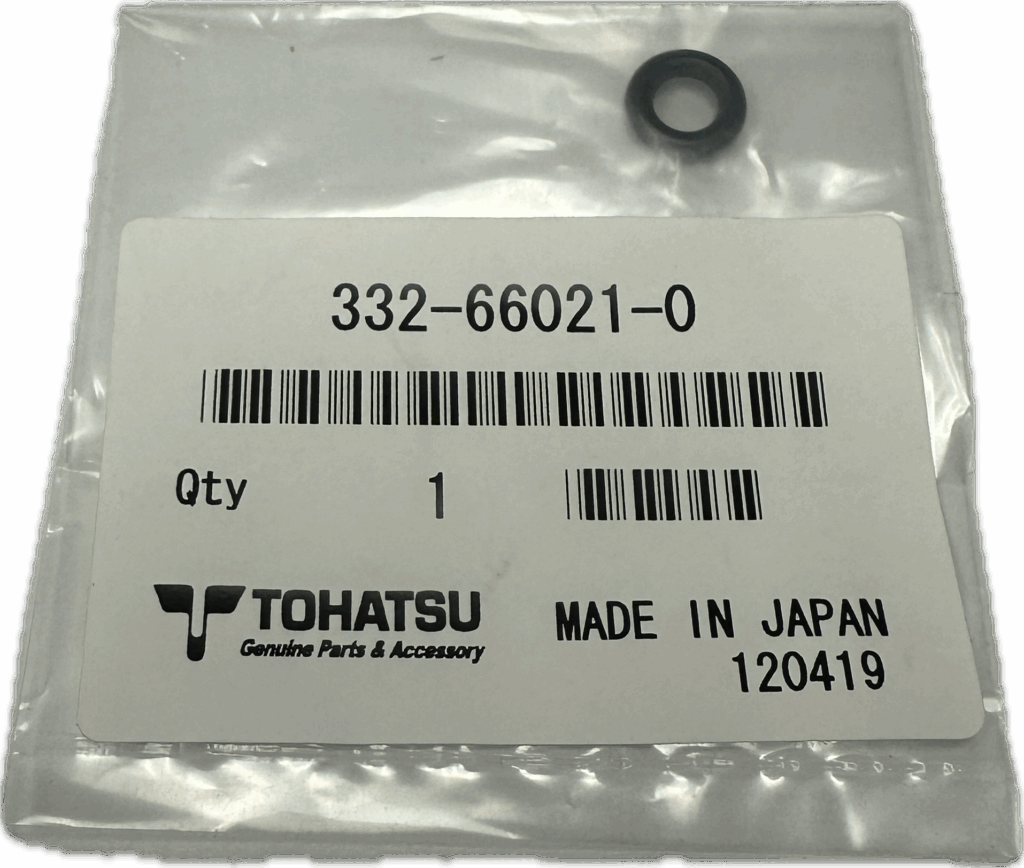 332-66021-0
Qty 1
TOHATSU
Genuine Parts & Accessory
MADE IN JAPAN
120419